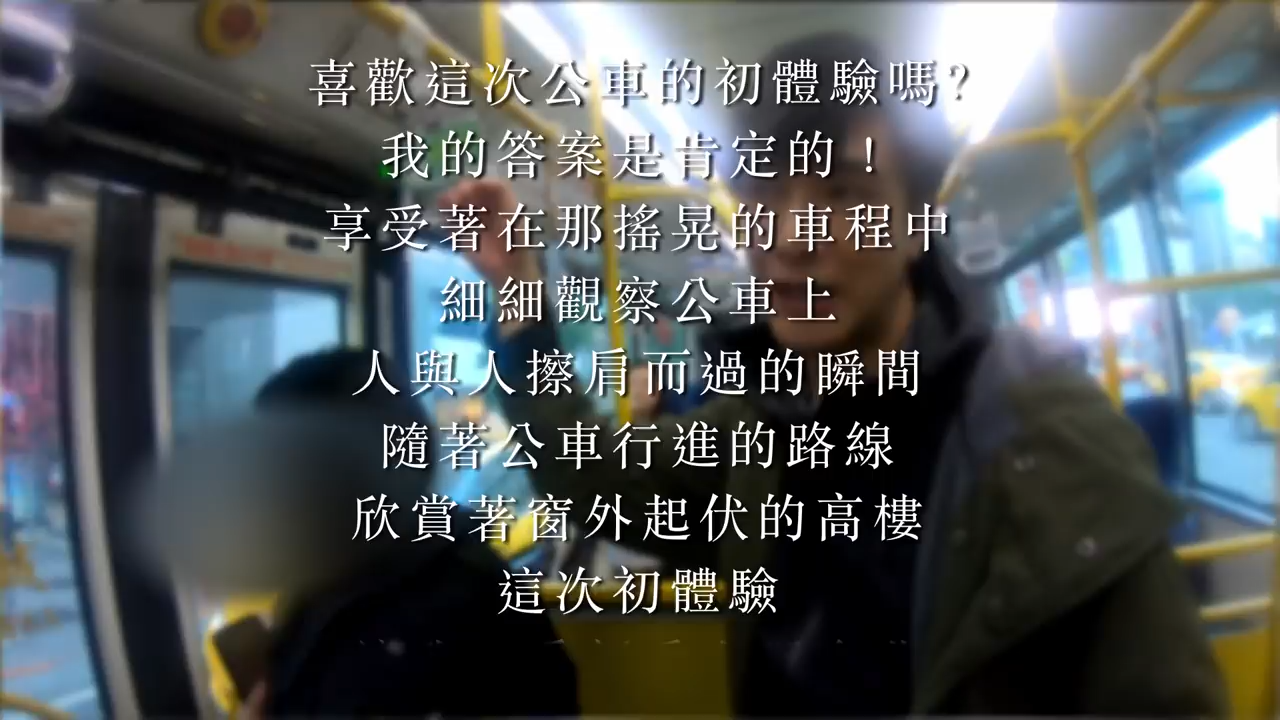 喜歡這次公車的初體驗嗎?
我的答案是肯定的！
享受著在那搖晃的車程中
細細觀察公車上
人與人擦肩而過的瞬間
隨著公車行進的路線
欣賞著窗外起伏的高樓
這次初體驗